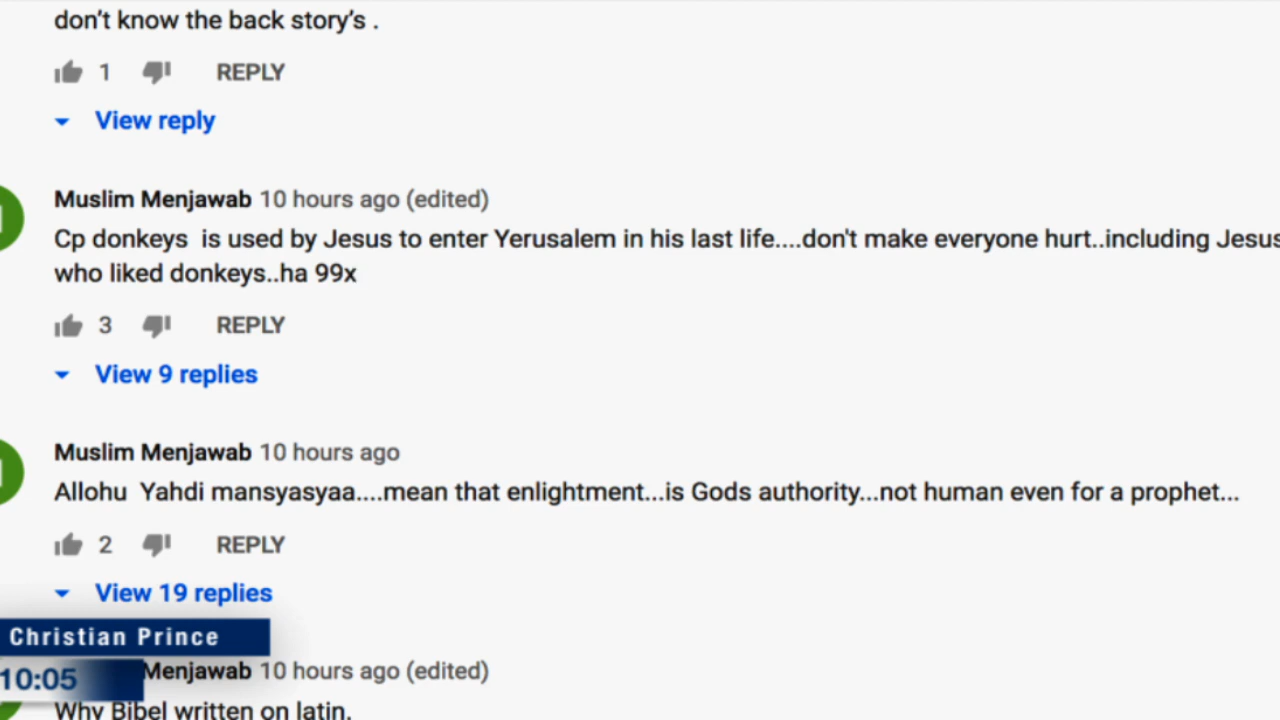 don't know the back story's .
1 REPLY
View reply
Muslim Menjawab 10 hours ago (edited)
Cp donkeys is used by Jesus to enter Yerusalem in his last life....don't make everyone hurt..including Jesus
who liked donkeys..ha 99x
3 REPLY
View 9 replies
Muslim Menjawab 10 hours ago
Allohu Yahdi mansyasyaa....mean that enlightment...is Gods authority...not human even for a prophet...
2 REPLY
View 19 replies
Christian Prince
Menjawab 10 hours ago (edited)
10:05
Why Bibel written on latin.